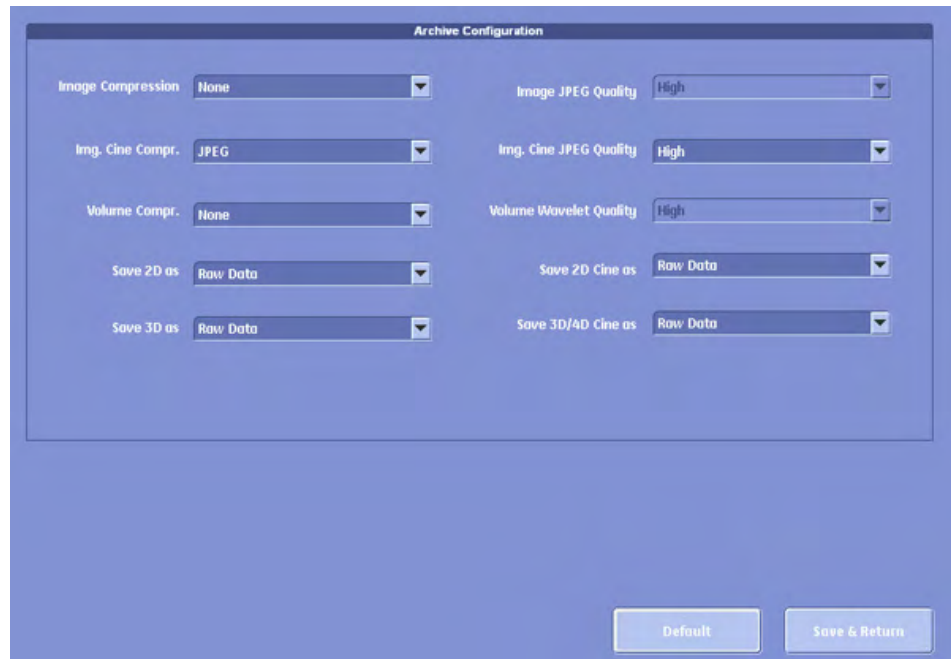 Archive Configuration
Image Compression None Image JPEG Quality High
Img. Cine Compr. JPEG Img. Cine JPEG Quality High
Volume Compr. None Volume Wavelet Quality High
Save 2D as Raw Data Save 2D Cine as Raw Data
Save 3D as Raw Data Save 3D/4D Cine as Raw Data
Default Save & Return